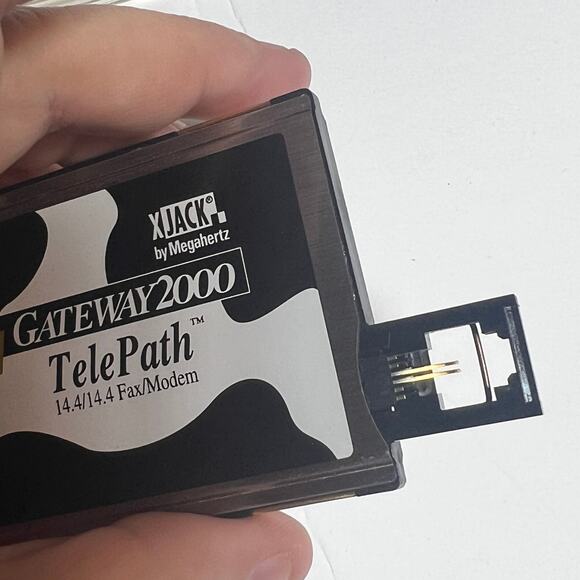 XJACK®
by Megahertz
GATEWAY2000
TelePath™
14.4/14.4 Fax/Modem